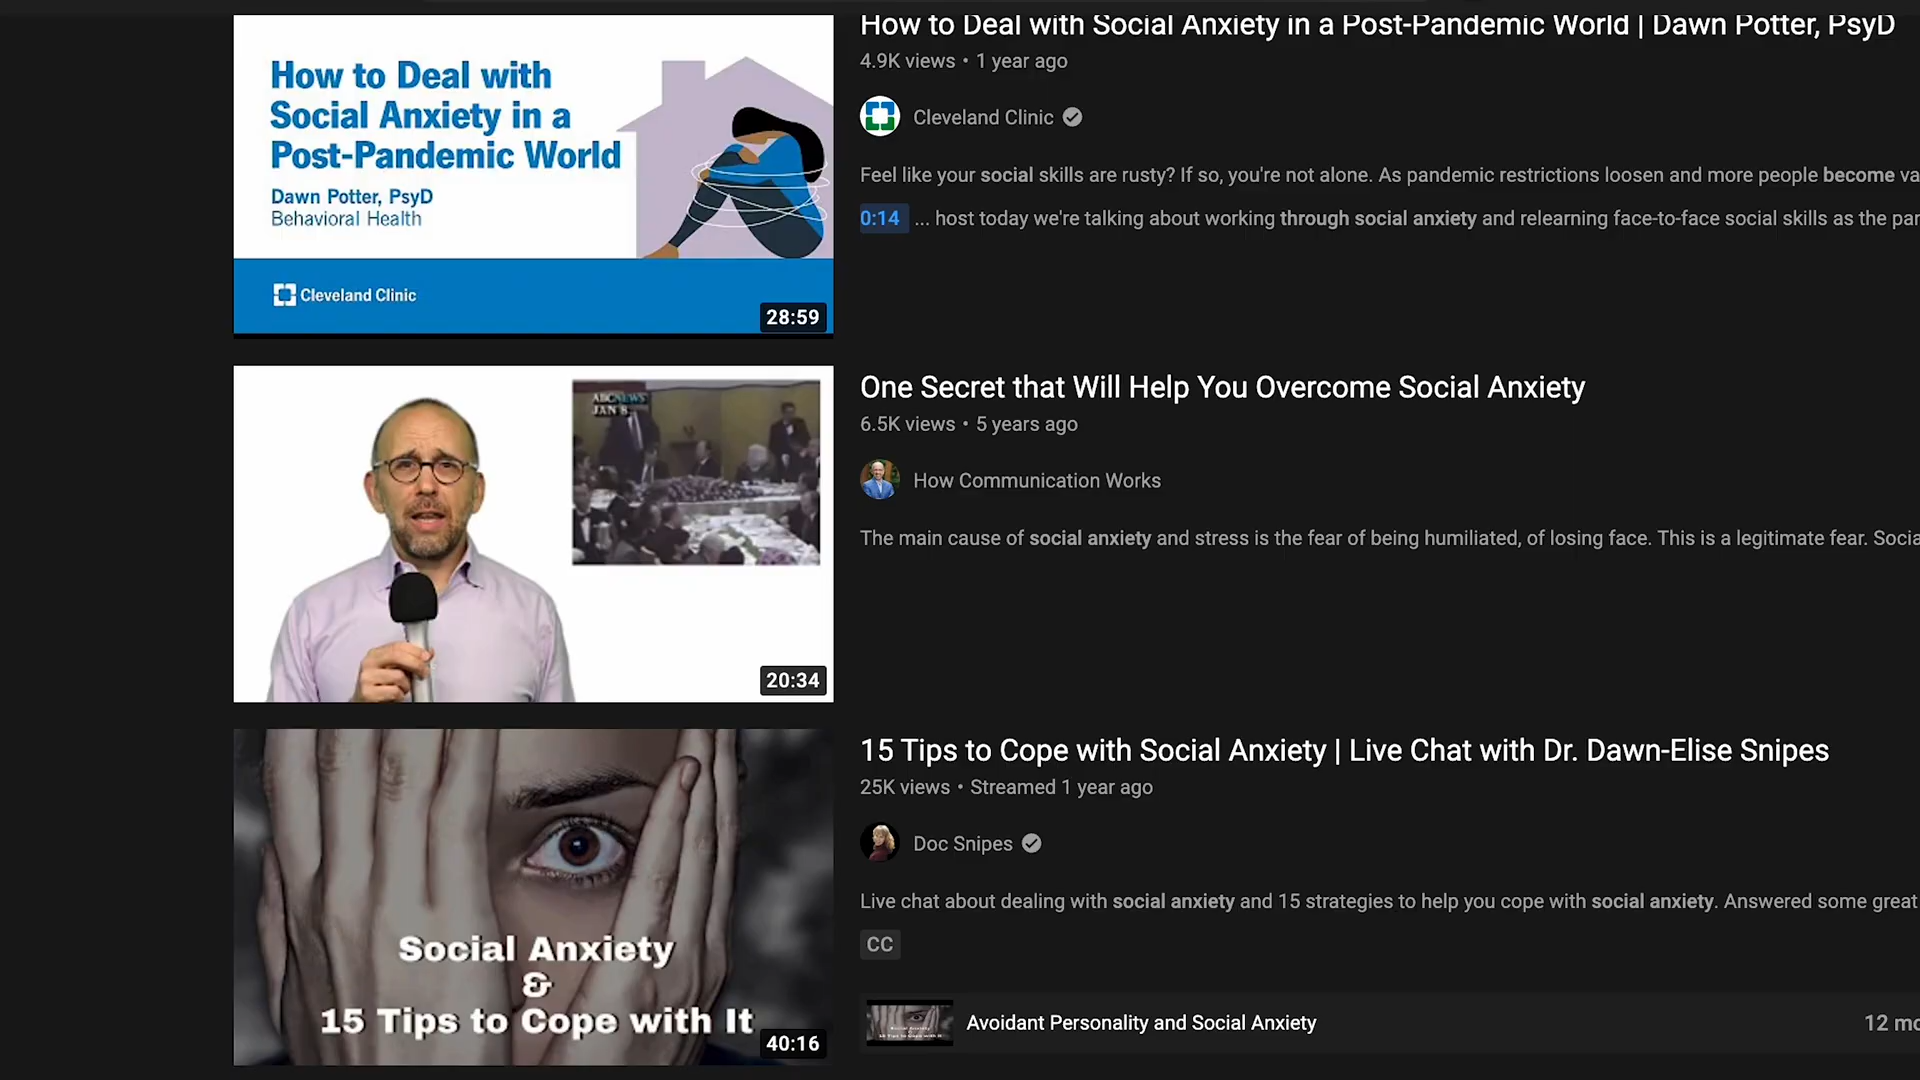 How to Deal with
Social Anxiety in a
Post-Pandemic World
Dawn Potter, PsyD
Behavioral Health
Cleveland Clinic
28:59
How to Deal with Social Anxiety in a Post-Pandemic World | Dawn Potter, PsyD
4.9K views • 1 year ago
Cleveland Clinic
Feel like your social skills are rusty? If so, you're not alone. As pandemic restrictions loosen and more people become va
0:14 ... host today we're talking about working through social anxiety and relearning face-to-face social skills as the par
ABCNEWS
JAN 8
20:34
One Secret that Will Help You Overcome Social Anxiety
6.5K views • 5 years ago
How Communication Works
The main cause of social anxiety and stress is the fear of being humiliated, of losing face. This is a legitimate fear. Socia
Social Anxiety
&
15 Tips to Cope with It
40:16
15 Tips to Cope with Social Anxiety | Live Chat with Dr. Dawn-Elise Snipes
25K views • Streamed 1 year ago
Doc Snipes
Live chat about dealing with social anxiety and 15 strategies to help you cope with social anxiety. Answered some great
CC
Avoidant Personality and Social Anxiety
12 mo